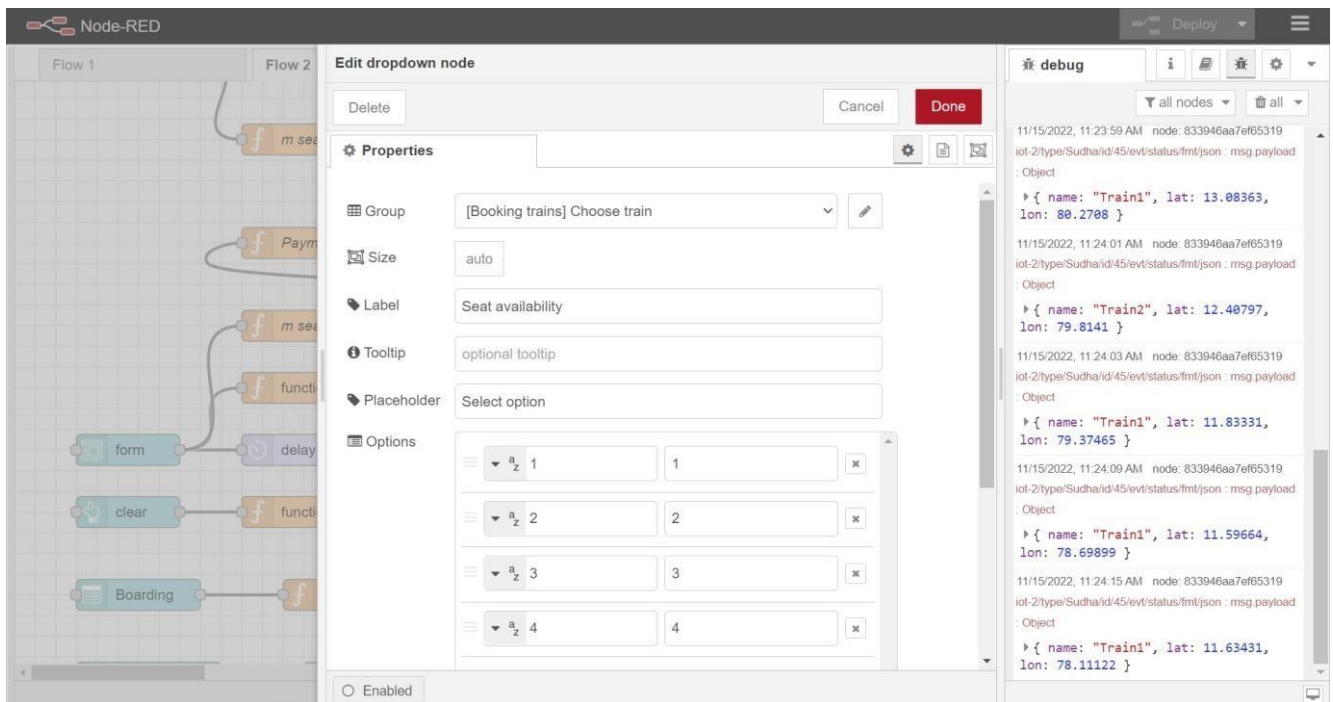 Node-RED
Deploy
Flow 1
Flow 2
m sea
Paym
m sea
functi
form
delay
clear
functi
Boarding
Edit dropdown node
Delete
Cancel
Done
Properties
Group
[Booking trains] Choose train
Size
auto
Label
Seat availability
Tooltip
optional tooltip
Placeholder
Select option
Options
a z 1
1
a z 2
2
a z 3
3
a z 4
4
Enabled
debug
i
all nodes
all
11/15/2022, 11:23:59 AM node: 833946aa7ef65319
iot-2/type/Sudha/id/45/evt/status/fmt/json : msg.payload
: Object
{ name: "Train1", lat: 13.08363,
lon: 80.2708 }
11/15/2022, 11:24:01 AM node: 833946aa7ef65319
iot-2/type/Sudha/id/45/evt/status/fmt/json : msg.payload
: Object
{ name: "Train2", lat: 12.40797,
lon: 79.8141 }
11/15/2022, 11:24:03 AM node: 833946aa7ef65319
iot-2/type/Sudha/id/45/evt/status/fmt/json : msg.payload
: Object
{ name: "Train1", lat: 11.83331,
lon: 79.37465 }
11/15/2022, 11:24:09 AM node: 833946aa7ef65319
iot-2/type/Sudha/id/45/evt/status/fmt/json : msg.payload
: Object
{ name: "Train1", lat: 11.59664,
lon: 78.69899 }
11/15/2022, 11:24:15 AM node: 833946aa7ef65319
iot-2/type/Sudha/id/45/evt/status/fmt/json : msg.payload
: Object
{ name: "Train1", lat: 11.63431,
lon: 78.11122 }